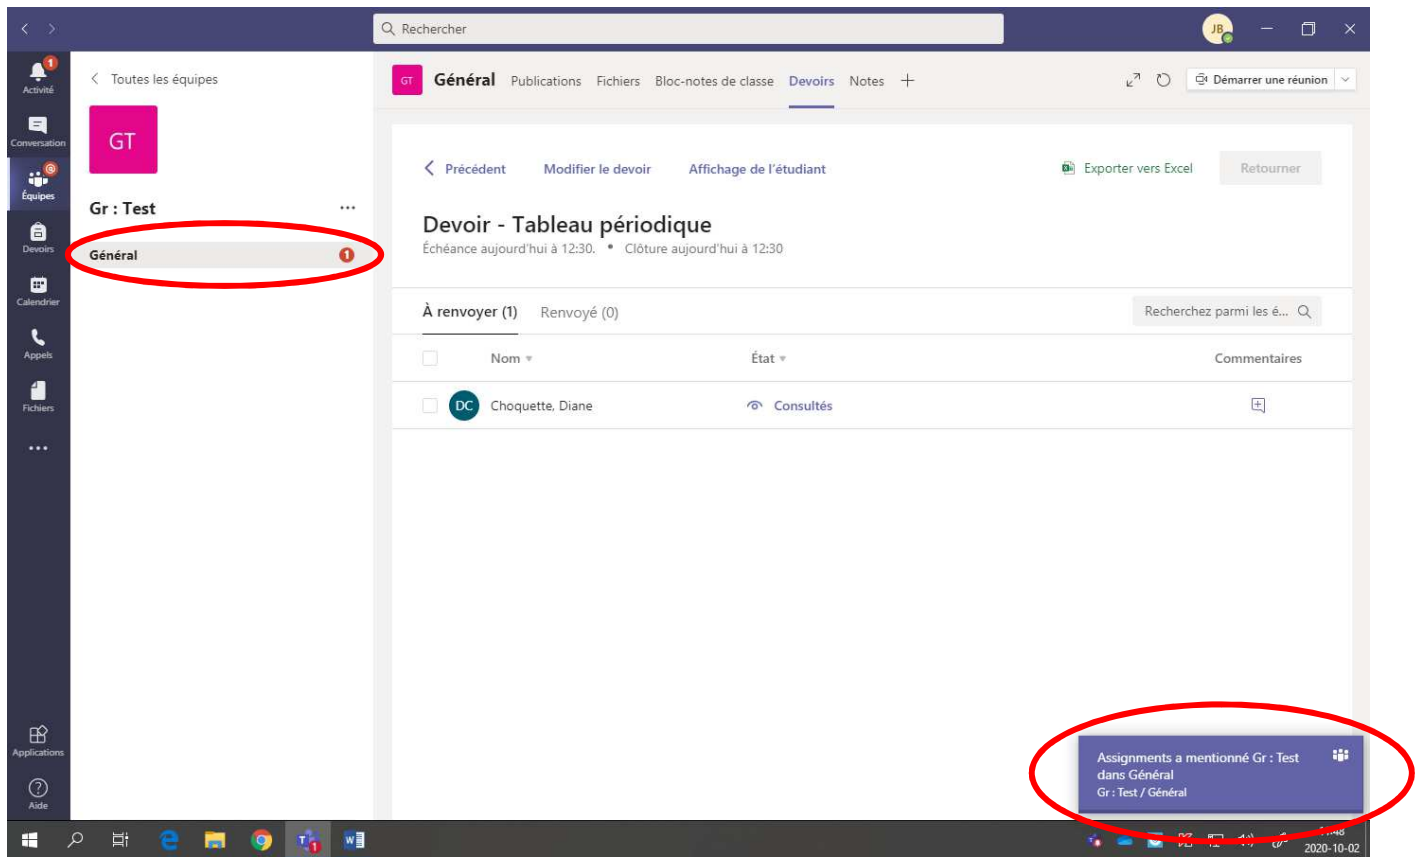 Rechercher
JB
1
Activité
Conversation
Équipes
Devoirs
Calendrier
Appels
Fichiers
Applications
Aide
Toutes les équipes
GT
Gr : Test
Général 1
GT Général Publications Fichiers Bloc-notes de classe Devoirs Notes
Démarrer une réunion
Précédent Modifier le devoir Affichage de l'étudiant Exporter vers Excel Retourner
Devoir - Tableau périodique
Échéance aujourd'hui à 12:30. • Clôture aujourd'hui à 12:30
À renvoyer (1) Renvoyé (0) Recherchez parmi les é...
Nom État Commentaires
DC Choquette, Diane Consultés
Assignments a mentionné Gr : Test
dans Général
Gr : Test / Général
2020-10-02